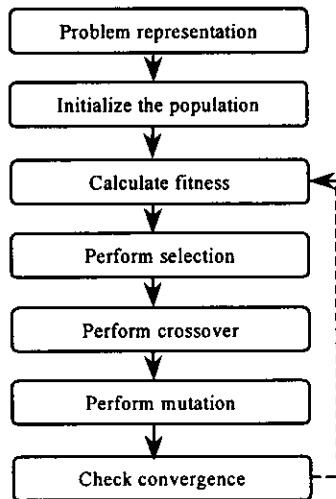 Problem representation
Initialize the population
Calculate fitness
Perform selection
Perform crossover
Perform mutation
Check convergence